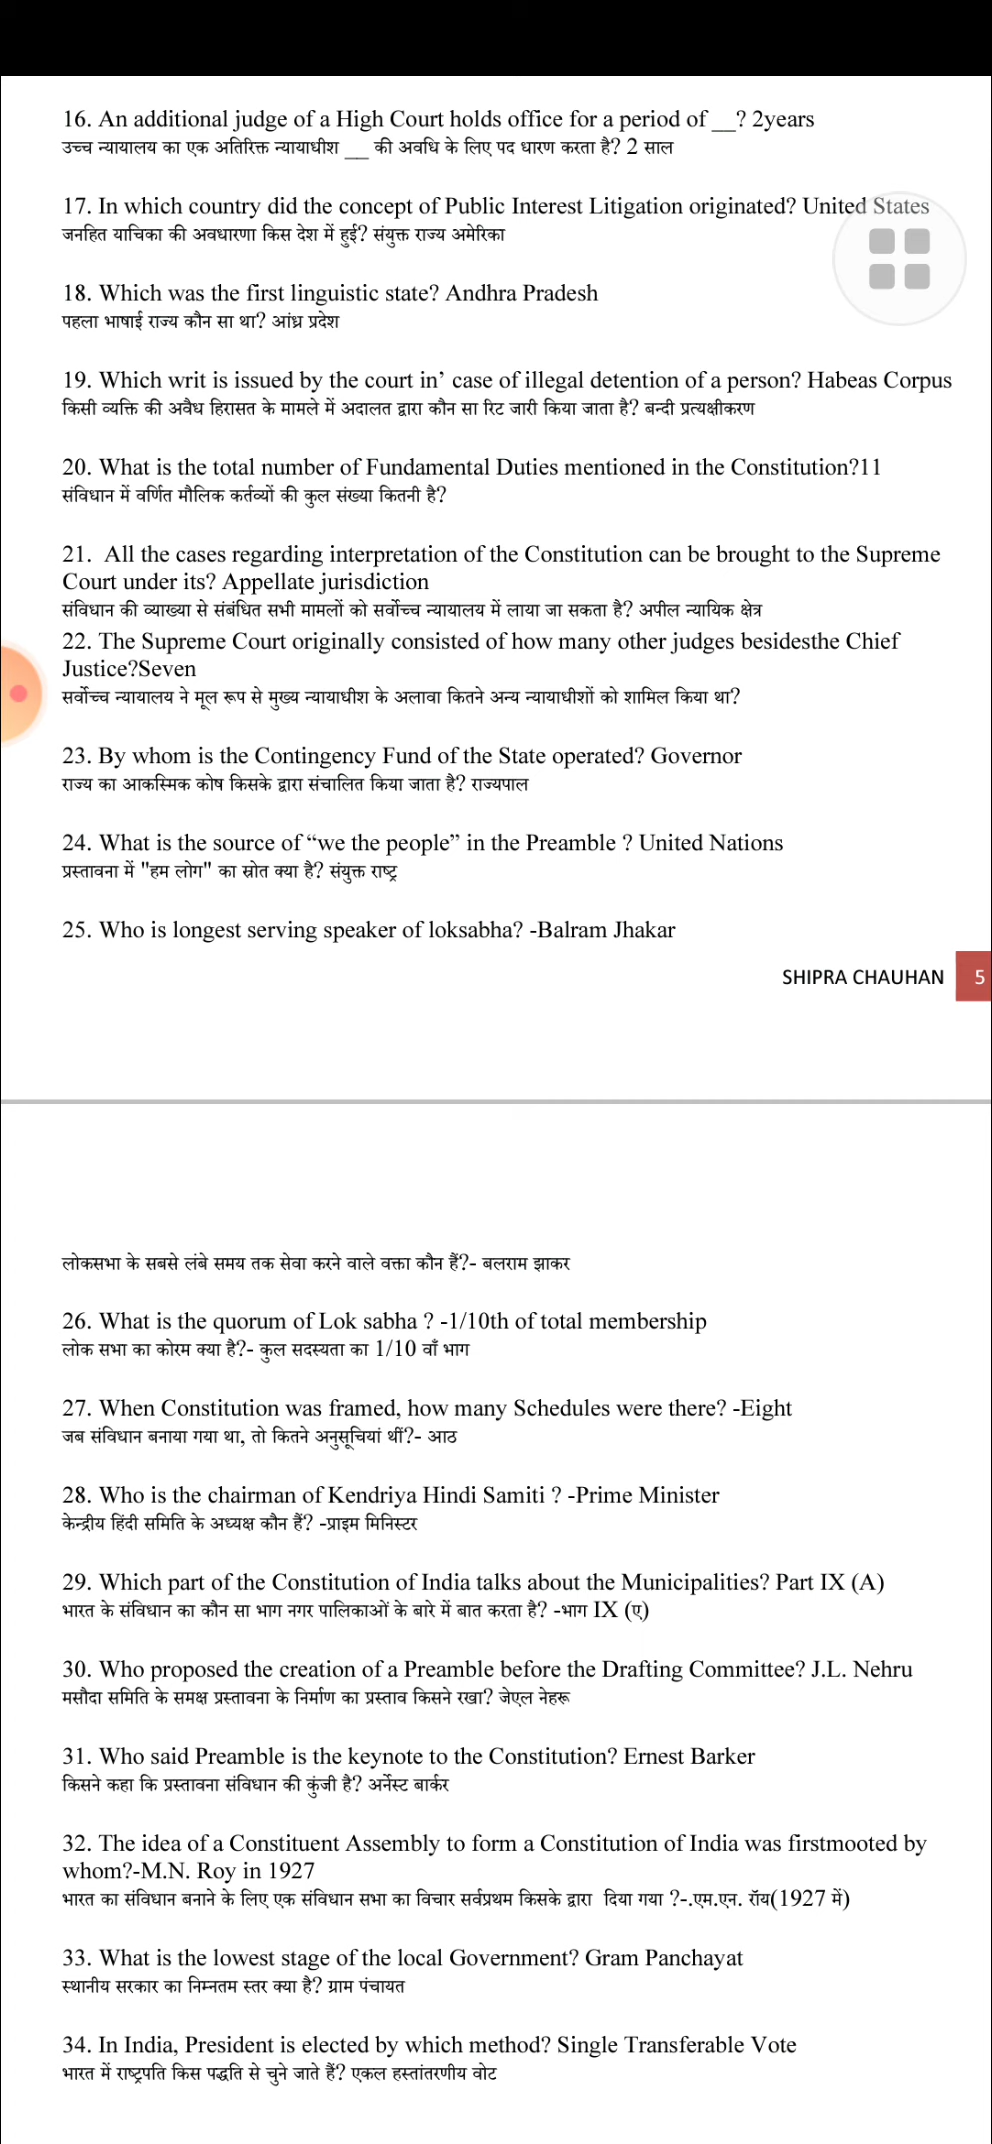 16. An additional judge of a High Court holds office for a period of __? 2years
उच्च न्यायालय का एक अतिरिक्त न्यायाधीश __ की अवधि के लिए पद धारण करता है? 2 साल
17. In which country did the concept of Public Interest Litigation originated? United States
जनहित याचिका की अवधारणा किस देश में हुई? संयुक्त राज्य अमेरिका
18. Which was the first linguistic state? Andhra Pradesh
पहला भाषाई राज्य कौन सा था? आंध्र प्रदेश
19. Which writ is issued by the court in’ case of illegal detention of a person? Habeas Corpus
किसी व्यक्ति की अवैध हिरासत के मामले में अदालत द्वारा कौन सा रिट जारी किया जाता है? बन्दी प्रत्यक्षीकरण
20. What is the total number of Fundamental Duties mentioned in the Constitution?11
संविधान में वर्णित मौलिक कर्तव्यों की कुल संख्या कितनी है?
21. All the cases regarding interpretation of the Constitution can be brought to the Supreme
Court under its? Appellate jurisdiction
संविधान की व्याख्या से संबंधित सभी मामलों को सर्वोच्च न्यायालय में लाया जा सकता है? अपील न्यायिक क्षेत्र
22. The Supreme Court originally consisted of how many other judges besidesthe Chief
Justice?Seven
सर्वोच्च न्यायालय ने मूल रूप से मुख्य न्यायाधीश के अलावा कितने अन्य न्यायाधीशों को शामिल किया था?
23. By whom is the Contingency Fund of the State operated? Governor
राज्य का आकस्मिक कोष किसके द्वारा संचालित किया जाता है? राज्यपाल
24. What is the source of “we the people” in the Preamble ? United Nations
प्रस्तावना में "हम लोग" का स्रोत क्या है? संयुक्त राष्ट्र
25. Who is longest serving speaker of loksabha? -Balram Jhakar
SHIPRA CHAUHAN 5
लोकसभा के सबसे लंबे समय तक सेवा करने वाले वक्ता कौन हैं?- बलराम झाकर
26. What is the quorum of Lok sabha ? -1/10th of total membership
लोक सभा का कोरम क्या है?- कुल सदस्यता का 1/10 वाँ भाग
27. When Constitution was framed, how many Schedules were there? -Eight
जब संविधान बनाया गया था, तो कितने अनुसूचियां थीं?- आठ
28. Who is the chairman of Kendriya Hindi Samiti ? -Prime Minister
केन्द्रीय हिंदी समिति के अध्यक्ष कौन हैं? -प्राइम मिनिस्टर
29. Which part of the Constitution of India talks about the Municipalities? Part IX (A)
भारत के संविधान का कौन सा भाग नगर पालिकाओं के बारे में बात करता है? -भाग IX (ए)
30. Who proposed the creation of a Preamble before the Drafting Committee? J.L. Nehru
मसौदा समिति के समक्ष प्रस्तावना के निर्माण का प्रस्ताव किसने रखा? जेएल नेहरू
31. Who said Preamble is the keynote to the Constitution? Ernest Barker
किसने कहा कि प्रस्तावना संविधान की कुंजी है? अर्नेस्ट बार्कर
32. The idea of a Constituent Assembly to form a Constitution of India was firstmooted by
whom?-M.N. Roy in 1927
भारत का संविधान बनाने के लिए एक संविधान सभा का विचार सर्वप्रथम किसके द्वारा दिया गया ?-.एम.एन. रॉय(1927 में)
33. What is the lowest stage of the local Government? Gram Panchayat
स्थानीय सरकार का निम्नतम स्तर क्या है? ग्राम पंचायत
34. In India, President is elected by which method? Single Transferable Vote
भारत में राष्ट्रपति किस पद्धति से चुने जाते हैं? एकल हस्तांतरणीय वोट